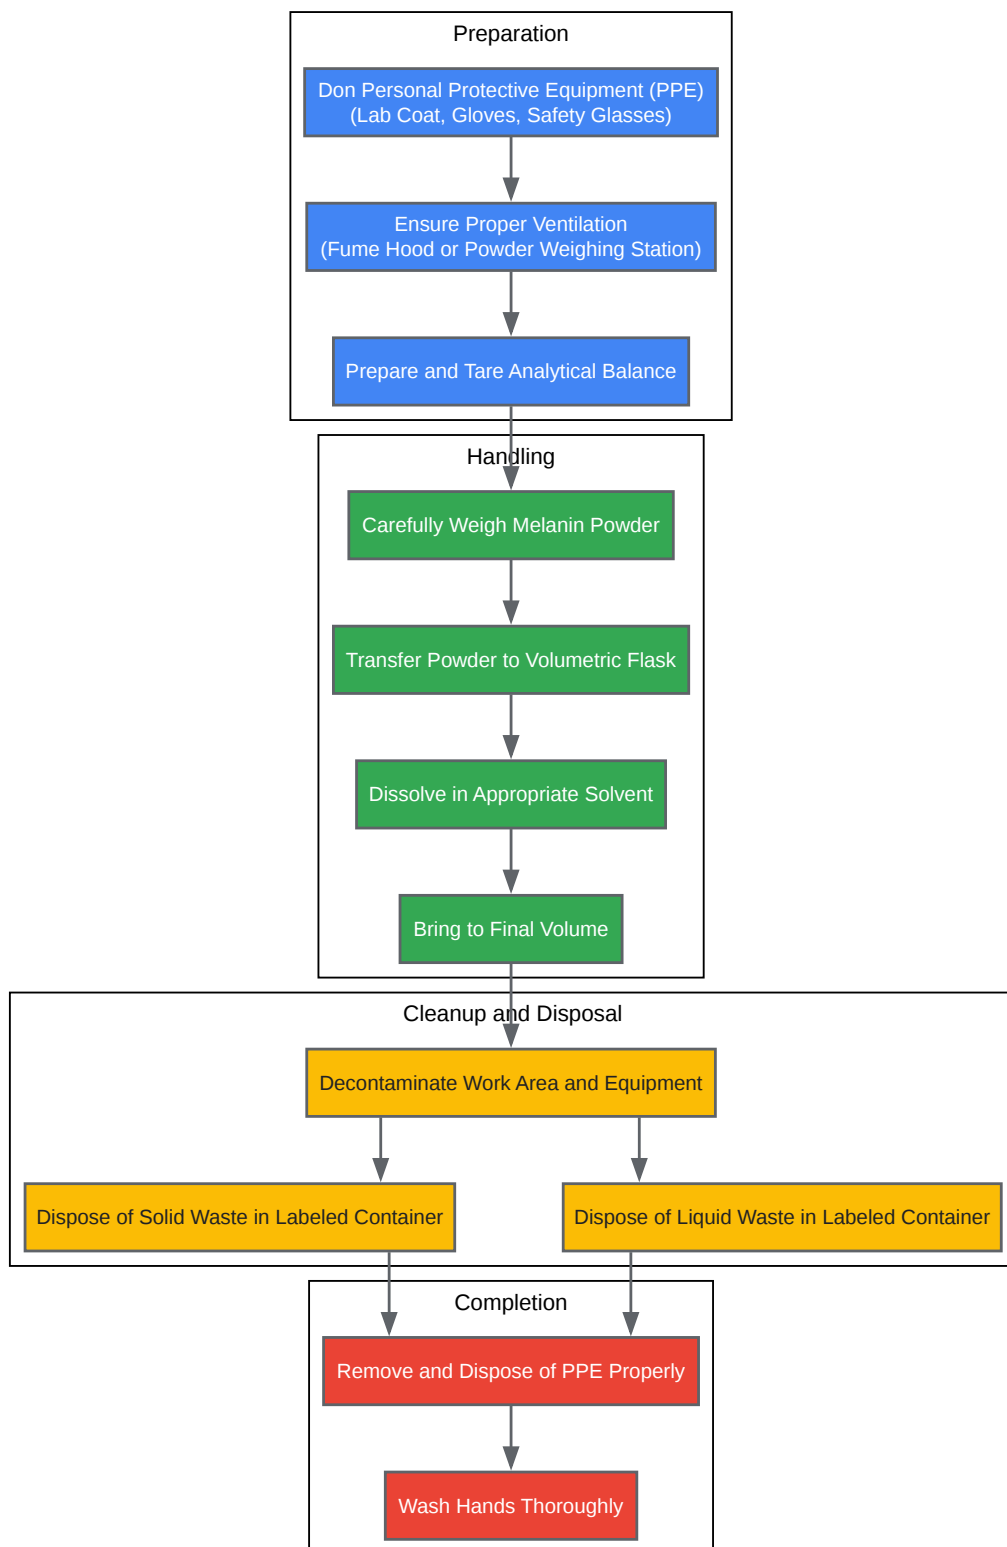 Preparation
Don Personal Protective Equipment (PPE)
(Lab Coat, Gloves, Safety Glasses)
Ensure Proper Ventilation
(Fume Hood or Powder Weighing Station)
Prepare and Tare Analytical Balance
Handling
Carefully Weigh Melanin Powder
Transfer Powder to Volumetric Flask
Dissolve in Appropriate Solvent
Bring to Final Volume
Cleanup and Disposal
Decontaminate Work Area and Equipment
Dispose of Solid Waste in Labeled Container
Dispose of Liquid Waste in Labeled Container
Completion
Remove and Dispose of PPE Properly
Wash Hands Thoroughly